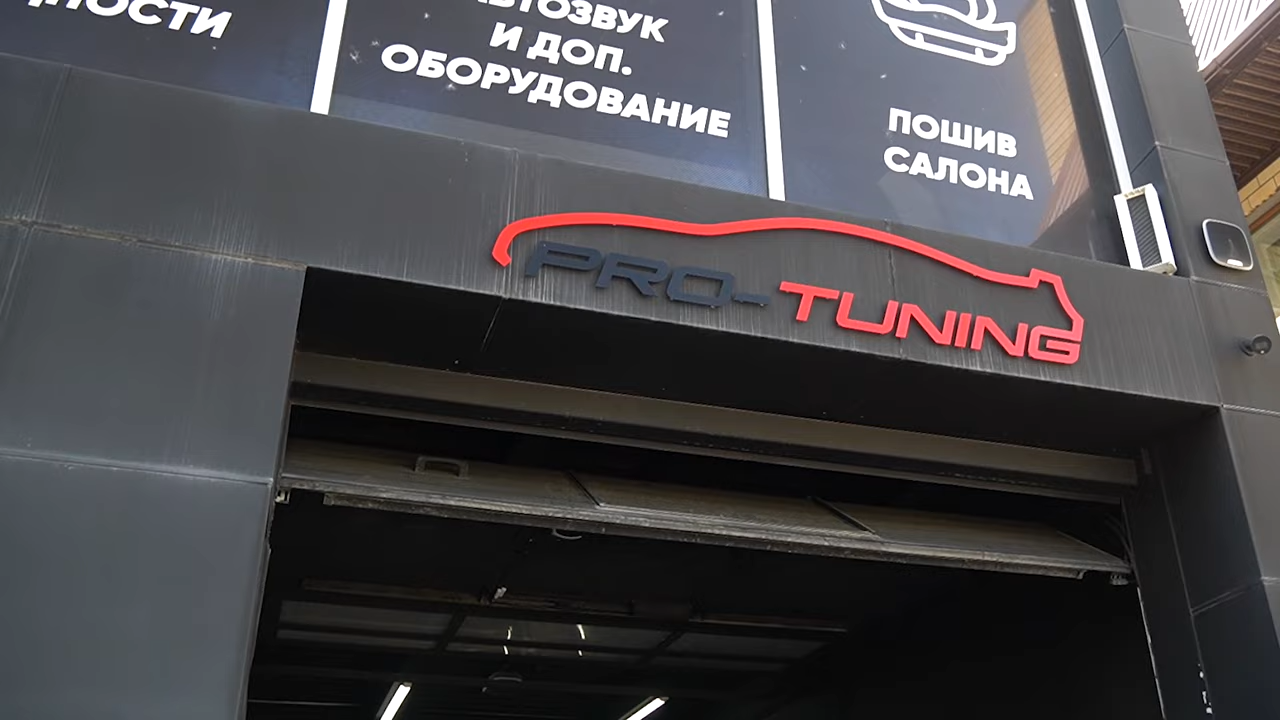 АВТОЗВУК
И ДОП.
ОБОРУДОВАНИЕ
ПОШИВ
САЛОНА
PRO-TUNING